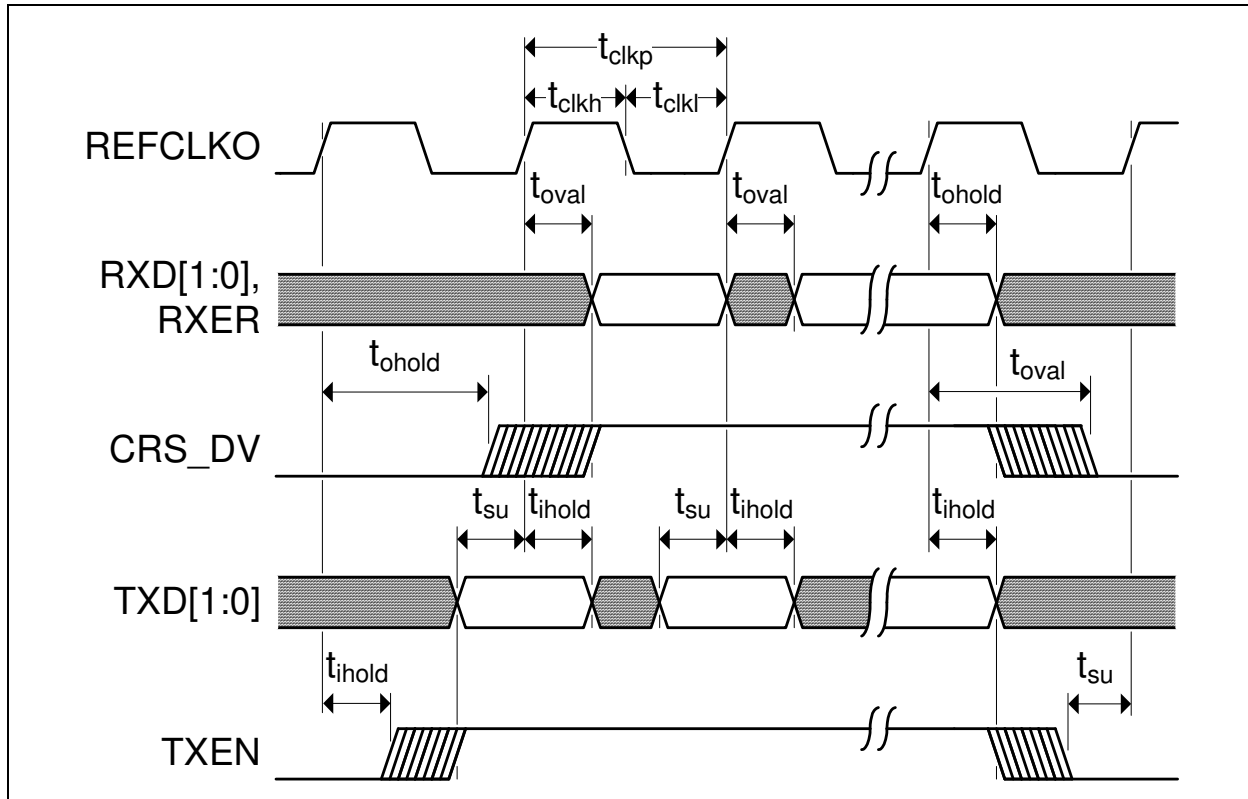 tclkp
tclkh tclkl
REFCLKO
toval toval tohold
RXD[1:0],
RXER
tohold toval
CRS_DV
tsu tihold tsu tihold tihold
TXD[1:0]
tihold tsu
TXEN